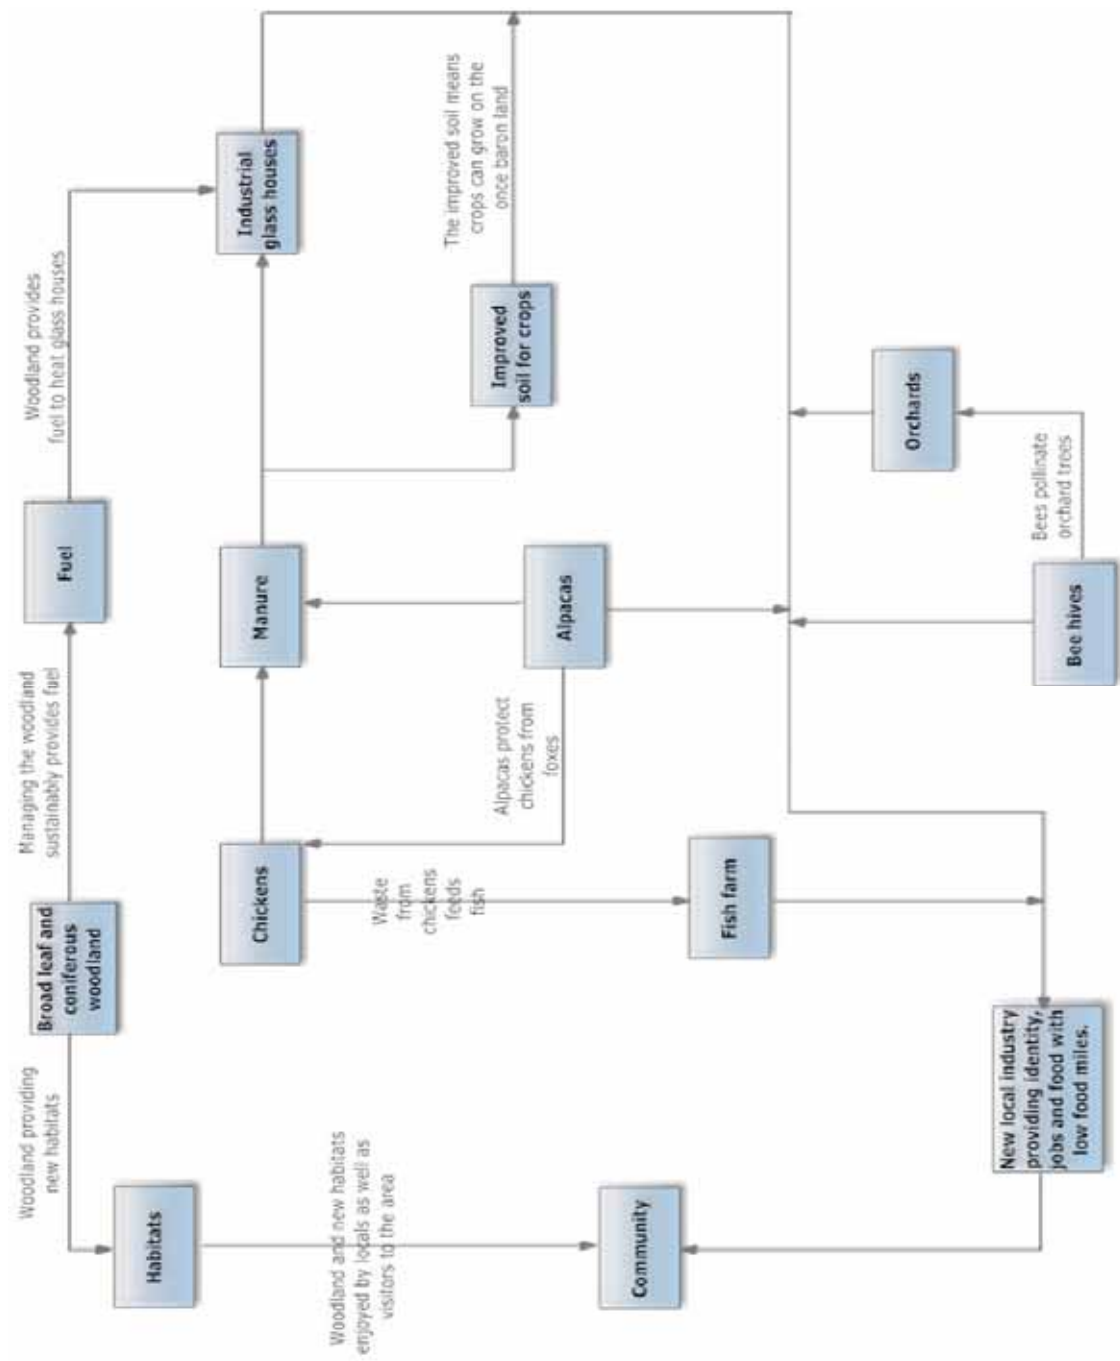 Woodland providing
new habitats
Managing the woodland
sustainably provides fuel
Woodland provides
fuel to heat glass houses
Broad leaf and
coniferous
woodland
Fuel
Habitats
Chickens
Manure
Industrial
glass houses
Woodland and new habitats
enjoyed by locals as well as
visitors to the area
Waste
from
chickens
feeds
fish
Alpacas protect
chickens from
foxes
Alpacas
Improved
soil for crops
The improved soil means
crops can grow on the
once baron land
Community
Fish farm
Orchards
New local industry
providing identity,
jobs and food with
low food miles.
Bee hives
Bees pollinate
orchard trees